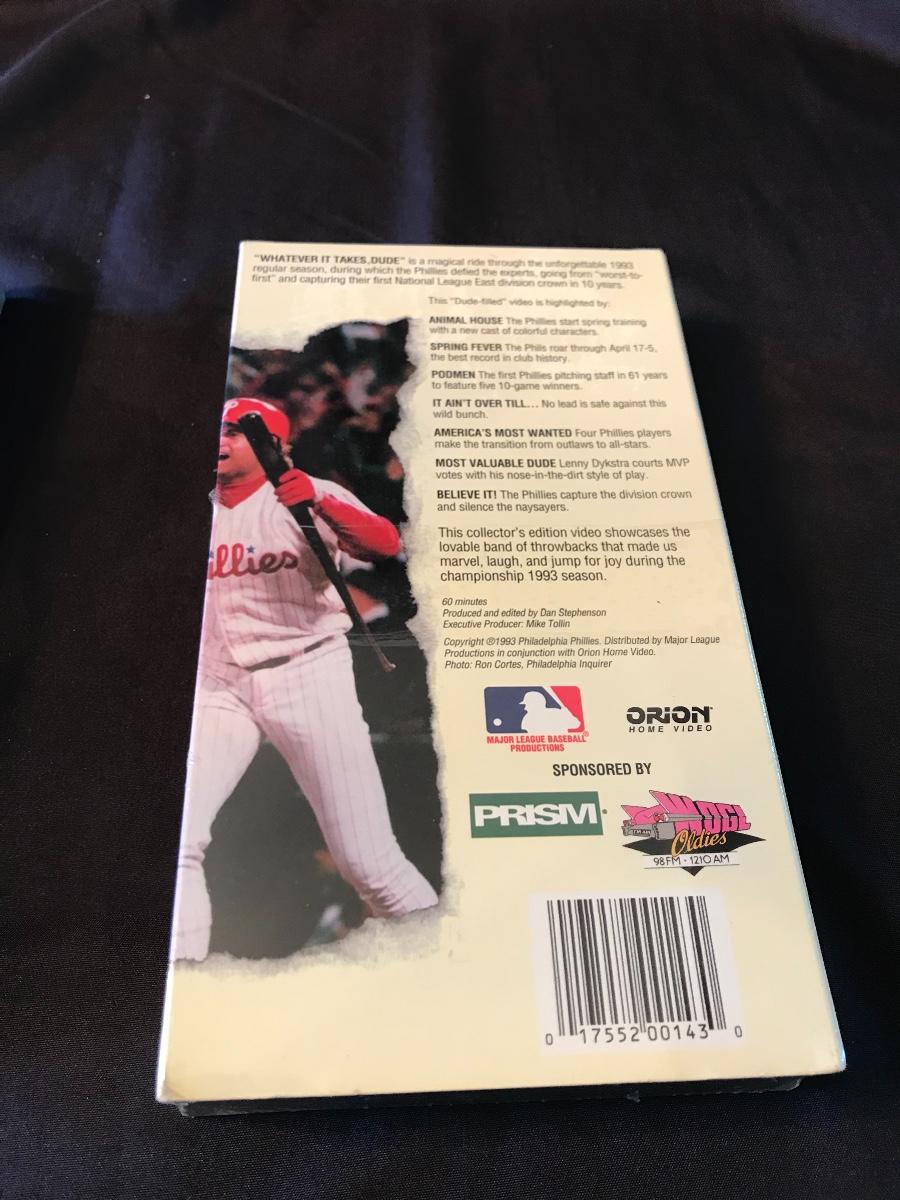 "WHATEVER IT TAKES,DUDE" is a magical ride through the unforgettable 1993
regular season, during which the Phillies defied the experts, going from "worst-to-
first" and capturing their first National League East division crown in 10 years.
This "Dude-filled" video is highlighted by:
ANIMAL HOUSE The Phillies start spring training
with a new cast of colorful characters.
SPRING FEVER The Phils roar through April 17-5,
the best record in club history.
PODMEN The first Phillies pitching staff in 61 years
to feature five 10-game winners.
IT AIN'T OVER TILL... No lead is safe against this
wild bunch.
AMERICA'S MOST WANTED Four Phillies players
make the transition from outlaws to all-stars.
MOST VALUABLE DUDE Lenny Dykstra courts MVP
votes with his nose-in-the-dirt style of play.
BELIEVE IT! The Phillies capture the division crown
and silence the naysayers.
This collector's edition video showcases the
lovable band of throwbacks that made us
marvel, laugh, and jump for joy during the
championship 1993 season.
60 minutes
Produced and edited by Dan Stephenson
Executive Producer: Mike Tollin
Copyright ®1993 Philadelphia Phillies. Distributed by Major League
Productions in conjunction with Orion Home Video.
Photo: Ron Cortes, Philadelphia Inquirer
P
illies
MAJOR LEAGUE BASEBALL®
PRODUCTIONS
ORION
HOME VIDEO
SPONSORED BY
PRISM
WOGL
Oldies
98FM · 1210 AM
0 17552 00143 0